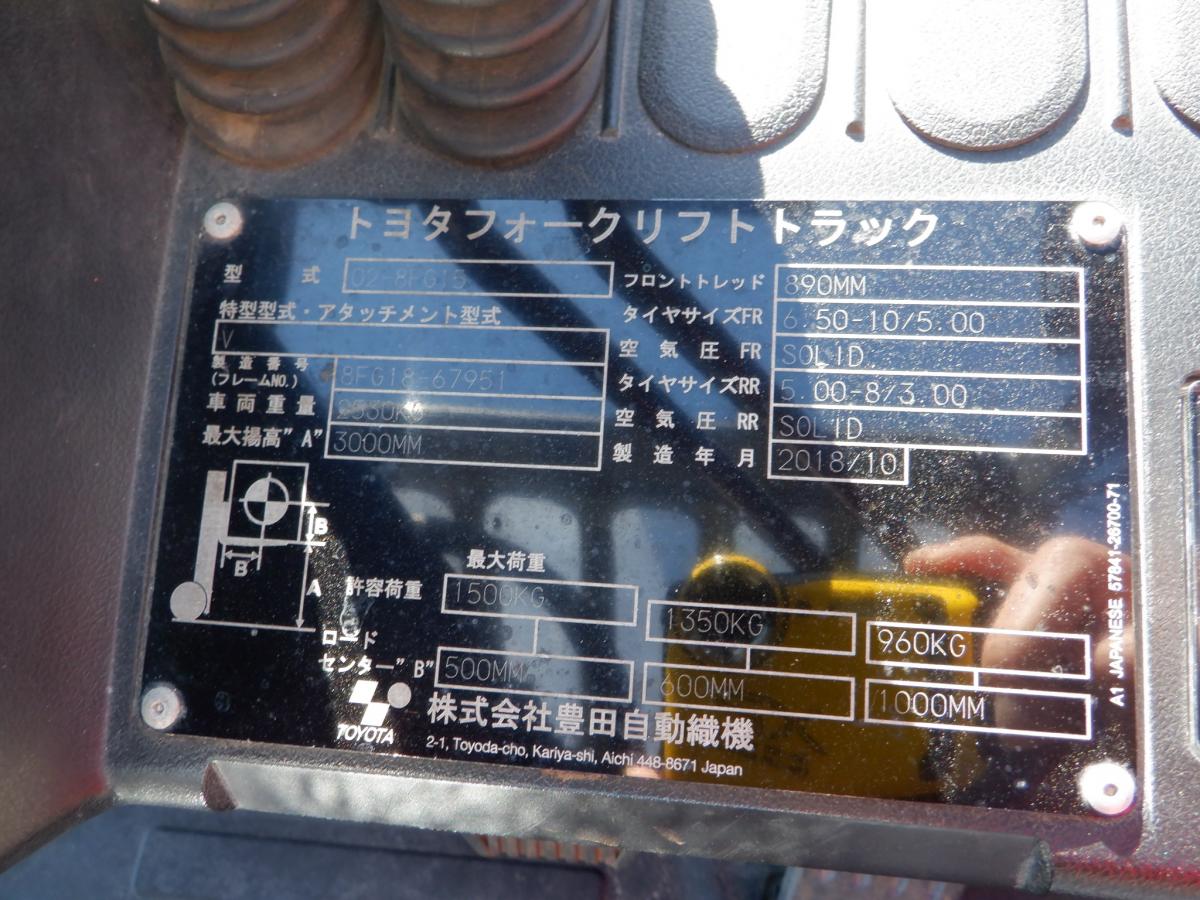 トヨタフォークリフトトラック
型 式 02-8FG15
フロントトレッド 890MM
特型型式・アタッチメント型式
V
タイヤサイズFR 6.50-10/5.00
空気圧 FR SOLID
製造番号
(フレームNO.) 8FG18-67951
タイヤサイズRR 5.00-8/3.00
車両重量 2530KG
空気圧 RR SOLID
最大揚高"A" 3000MM
製造年月 2018/10
B
B
A
最大荷重
許容荷重 1500KG 1350KG 960KG
ロード
センター"B" 500MM 600MM 1000MM
TOYOTA
株式会社豊田自動織機
2-1, Toyoda-cho, Kariya-shi, Aichi 448-8671 Japan
A1 JAPANESE 57841-26700-71